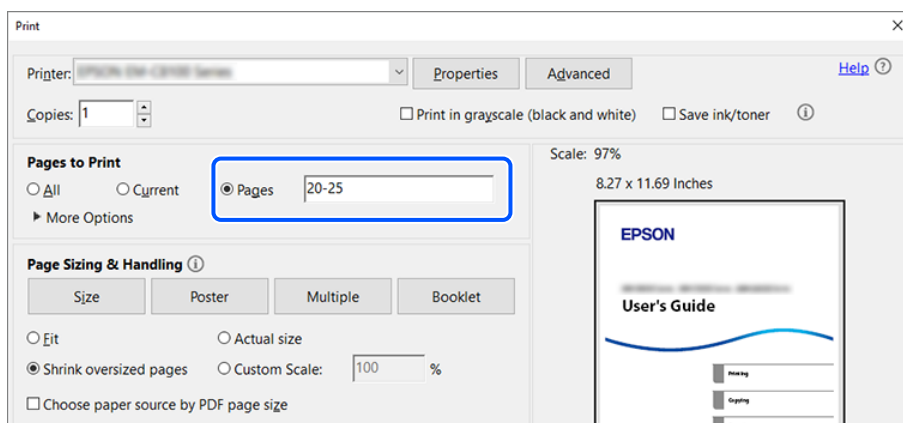 Print
Printer: Properties Advanced Help
Copies: 1 Print in grayscale (black and white) Save ink/toner
Pages to Print
All Current Pages 20-25
More Options
Scale: 97%
8.27 x 11.69 Inches
EPSON
User's Guide
Printing
Copying
Page Sizing & Handling
Size Poster Multiple Booklet
Fit Actual size
Shrink oversized pages Custom Scale: 100 %
Choose paper source by PDF page size